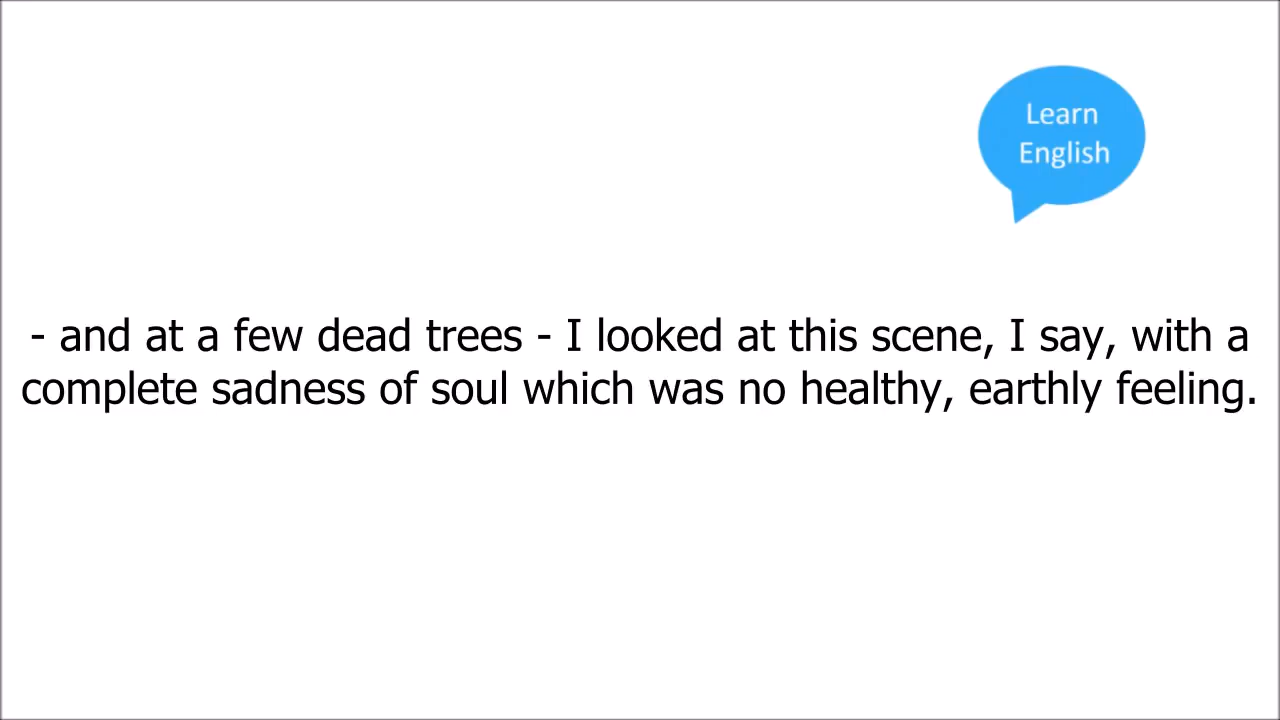 Learn
English
- and at a few dead trees - I looked at this scene, I say, with a
complete sadness of soul which was no healthy, earthly feeling.